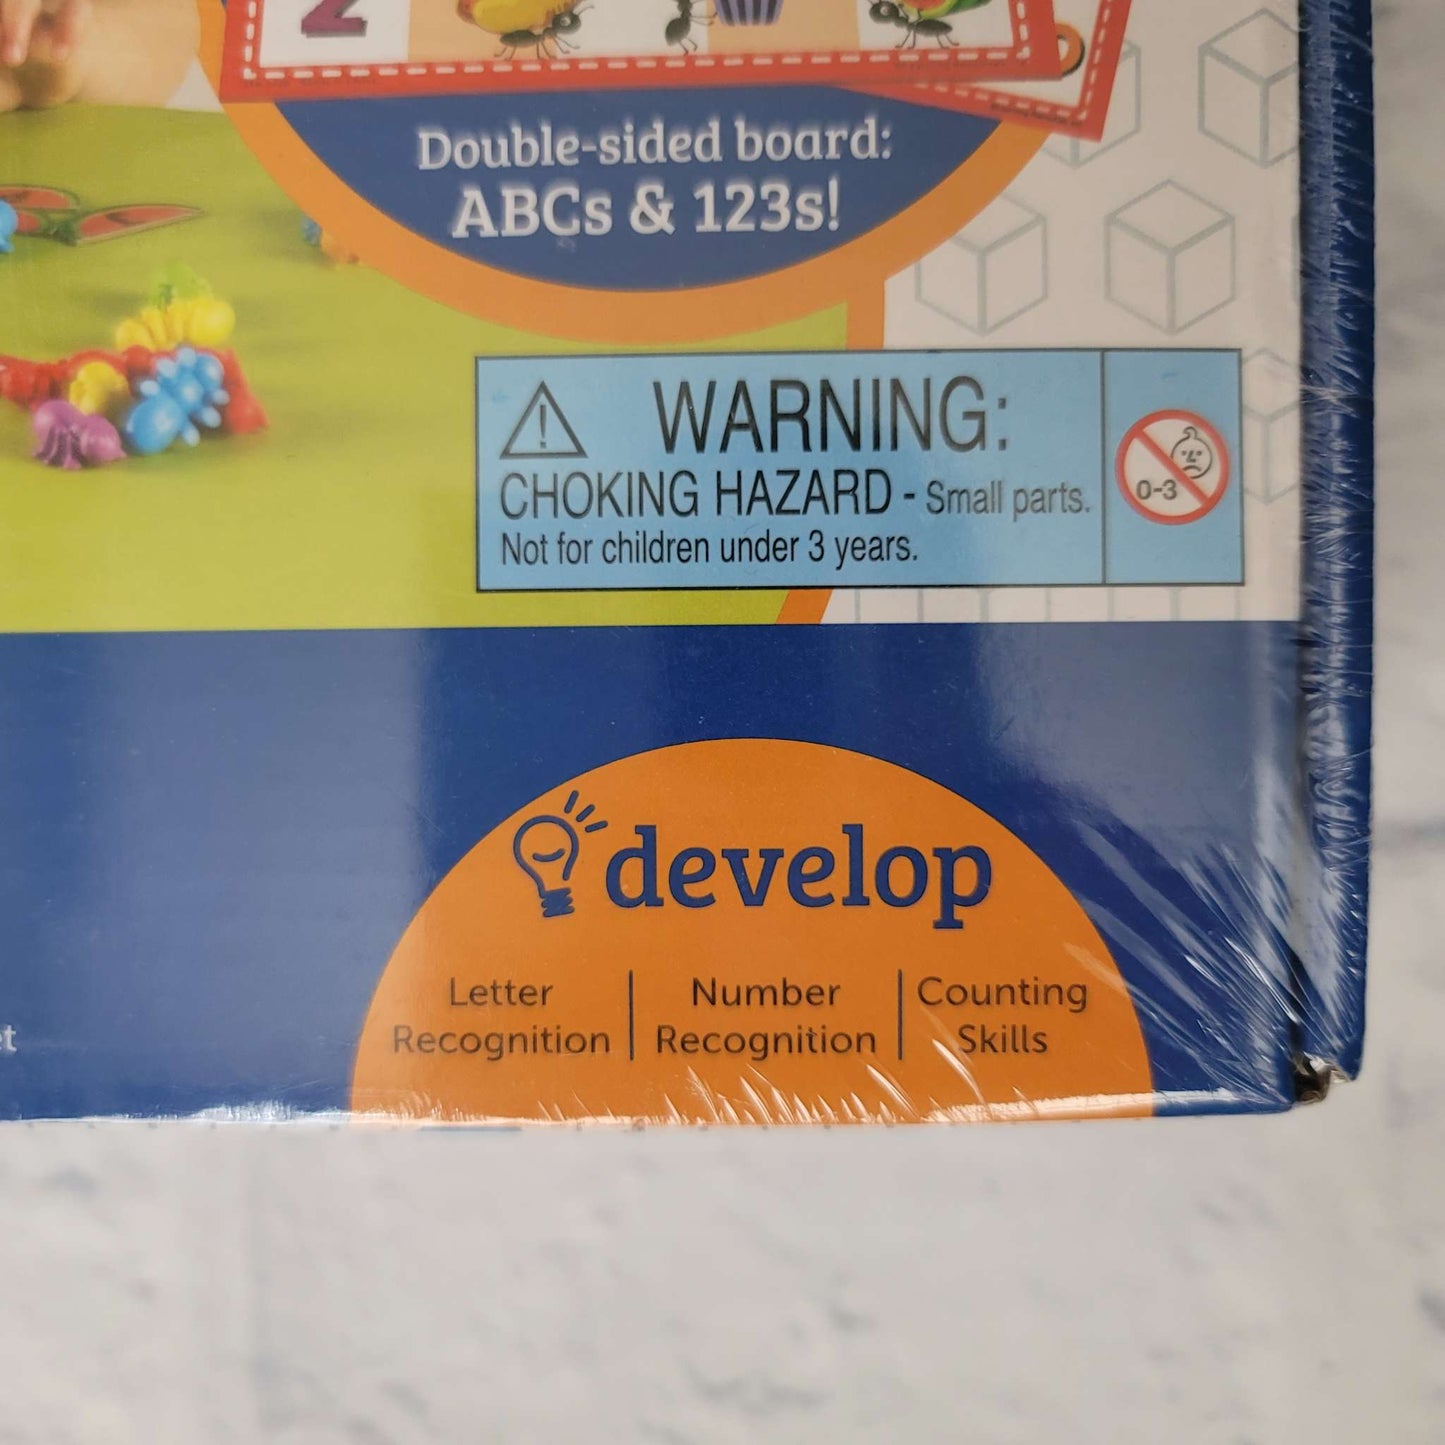 2
Double-sided board:
ABCs & 123s!
WARNING:
CHOKING HAZARD - Small parts.
Not for children under 3 years.
0-3
develop
Letter Recognition
Number Recognition
Counting Skills